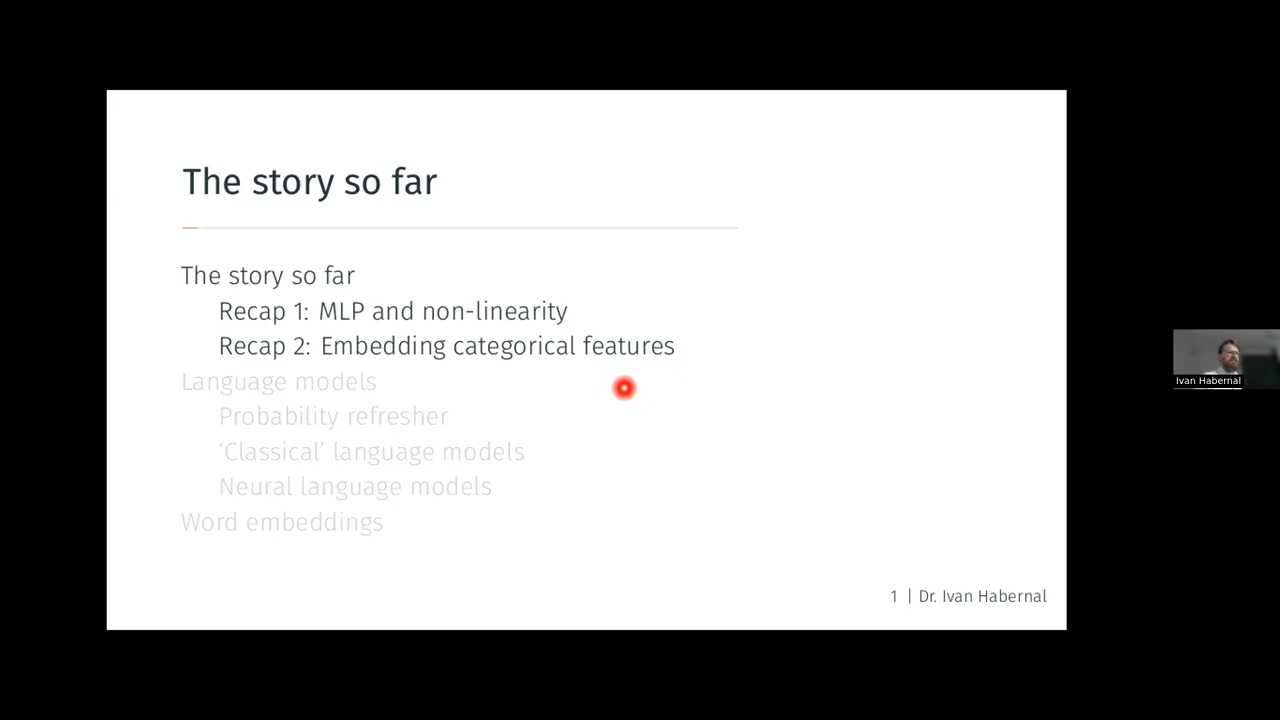 The story so far
The story so far
Recap 1: MLP and non-linearity
Recap 2: Embedding categorical features
Language models
Probability refresher
‘Classical’ language models
Neural language models
Word embeddings
1 | Dr. Ivan Habernal
Ivan Habernal